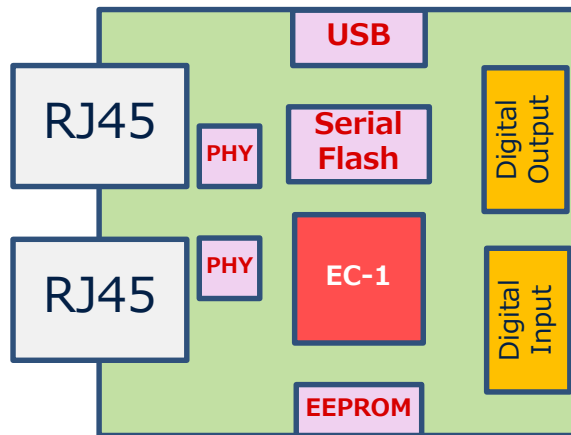 USB
RJ45
PHY
Serial
Flash
Digital
Output
RJ45
PHY
EC-1
Digital
Input
EEPROM